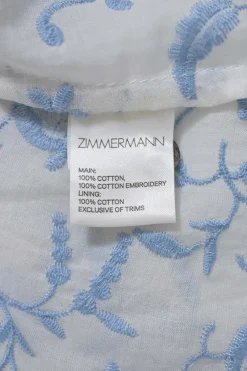 ZIMMERMANN
MAIN:
100% COTTON,
100% COTTON EMBROIDERY
LINING:
100% COTTON
EXCLUSIVE OF TRIMS